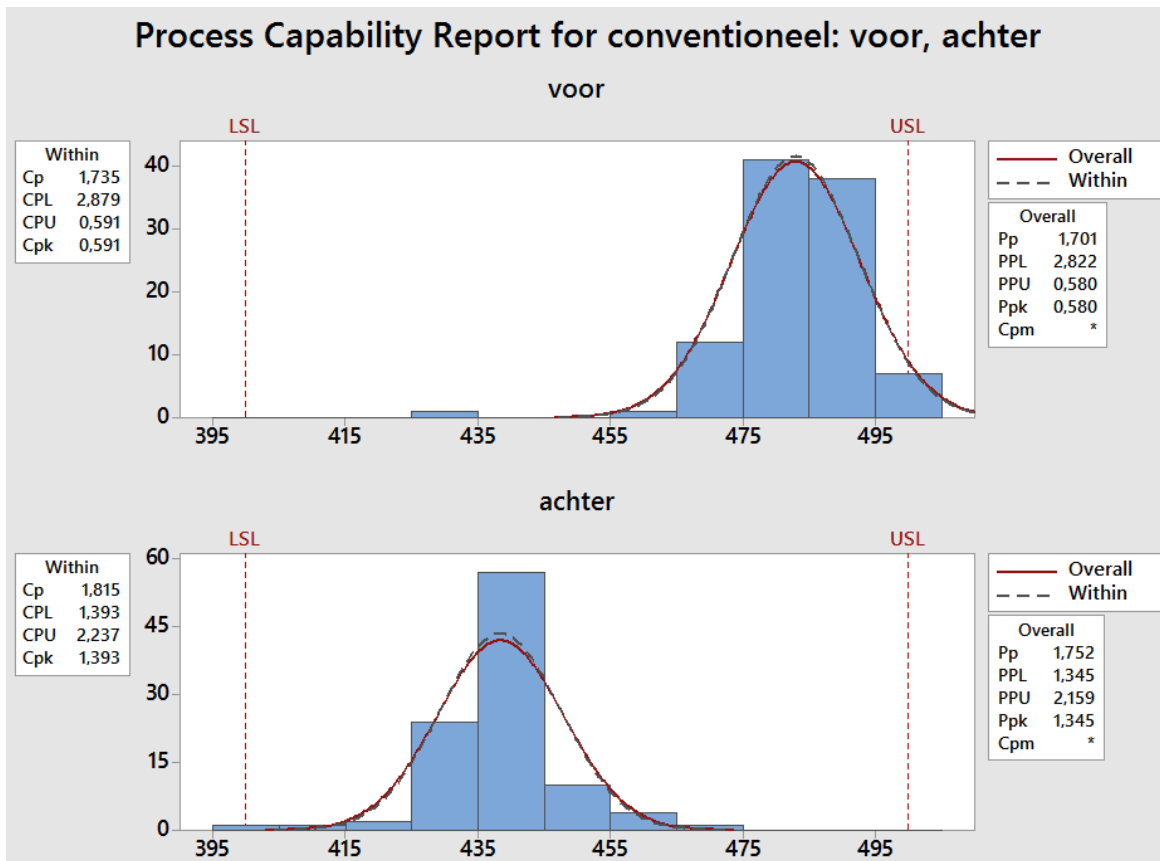 Process Capability Report for conventioneel: voor, achter
voor
LSL
USL
Within
Cp 1,735
CPL 2,879
CPU 0,591
Cpk 0,591
40
30
20
10
0
395 415 435 455 475 495
Overall
Within
Overall
Pp 1,701
PPL 2,822
PPU 0,580
Ppk 0,580
Cpm *
achter
LSL
USL
Within
Cp 1,815
CPL 1,393
CPU 2,237
Cpk 1,393
60
45
30
15
0
395 415 435 455 475 495
Overall
Within
Overall
Pp 1,752
PPL 1,345
PPU 2,159
Ppk 1,345
Cpm *